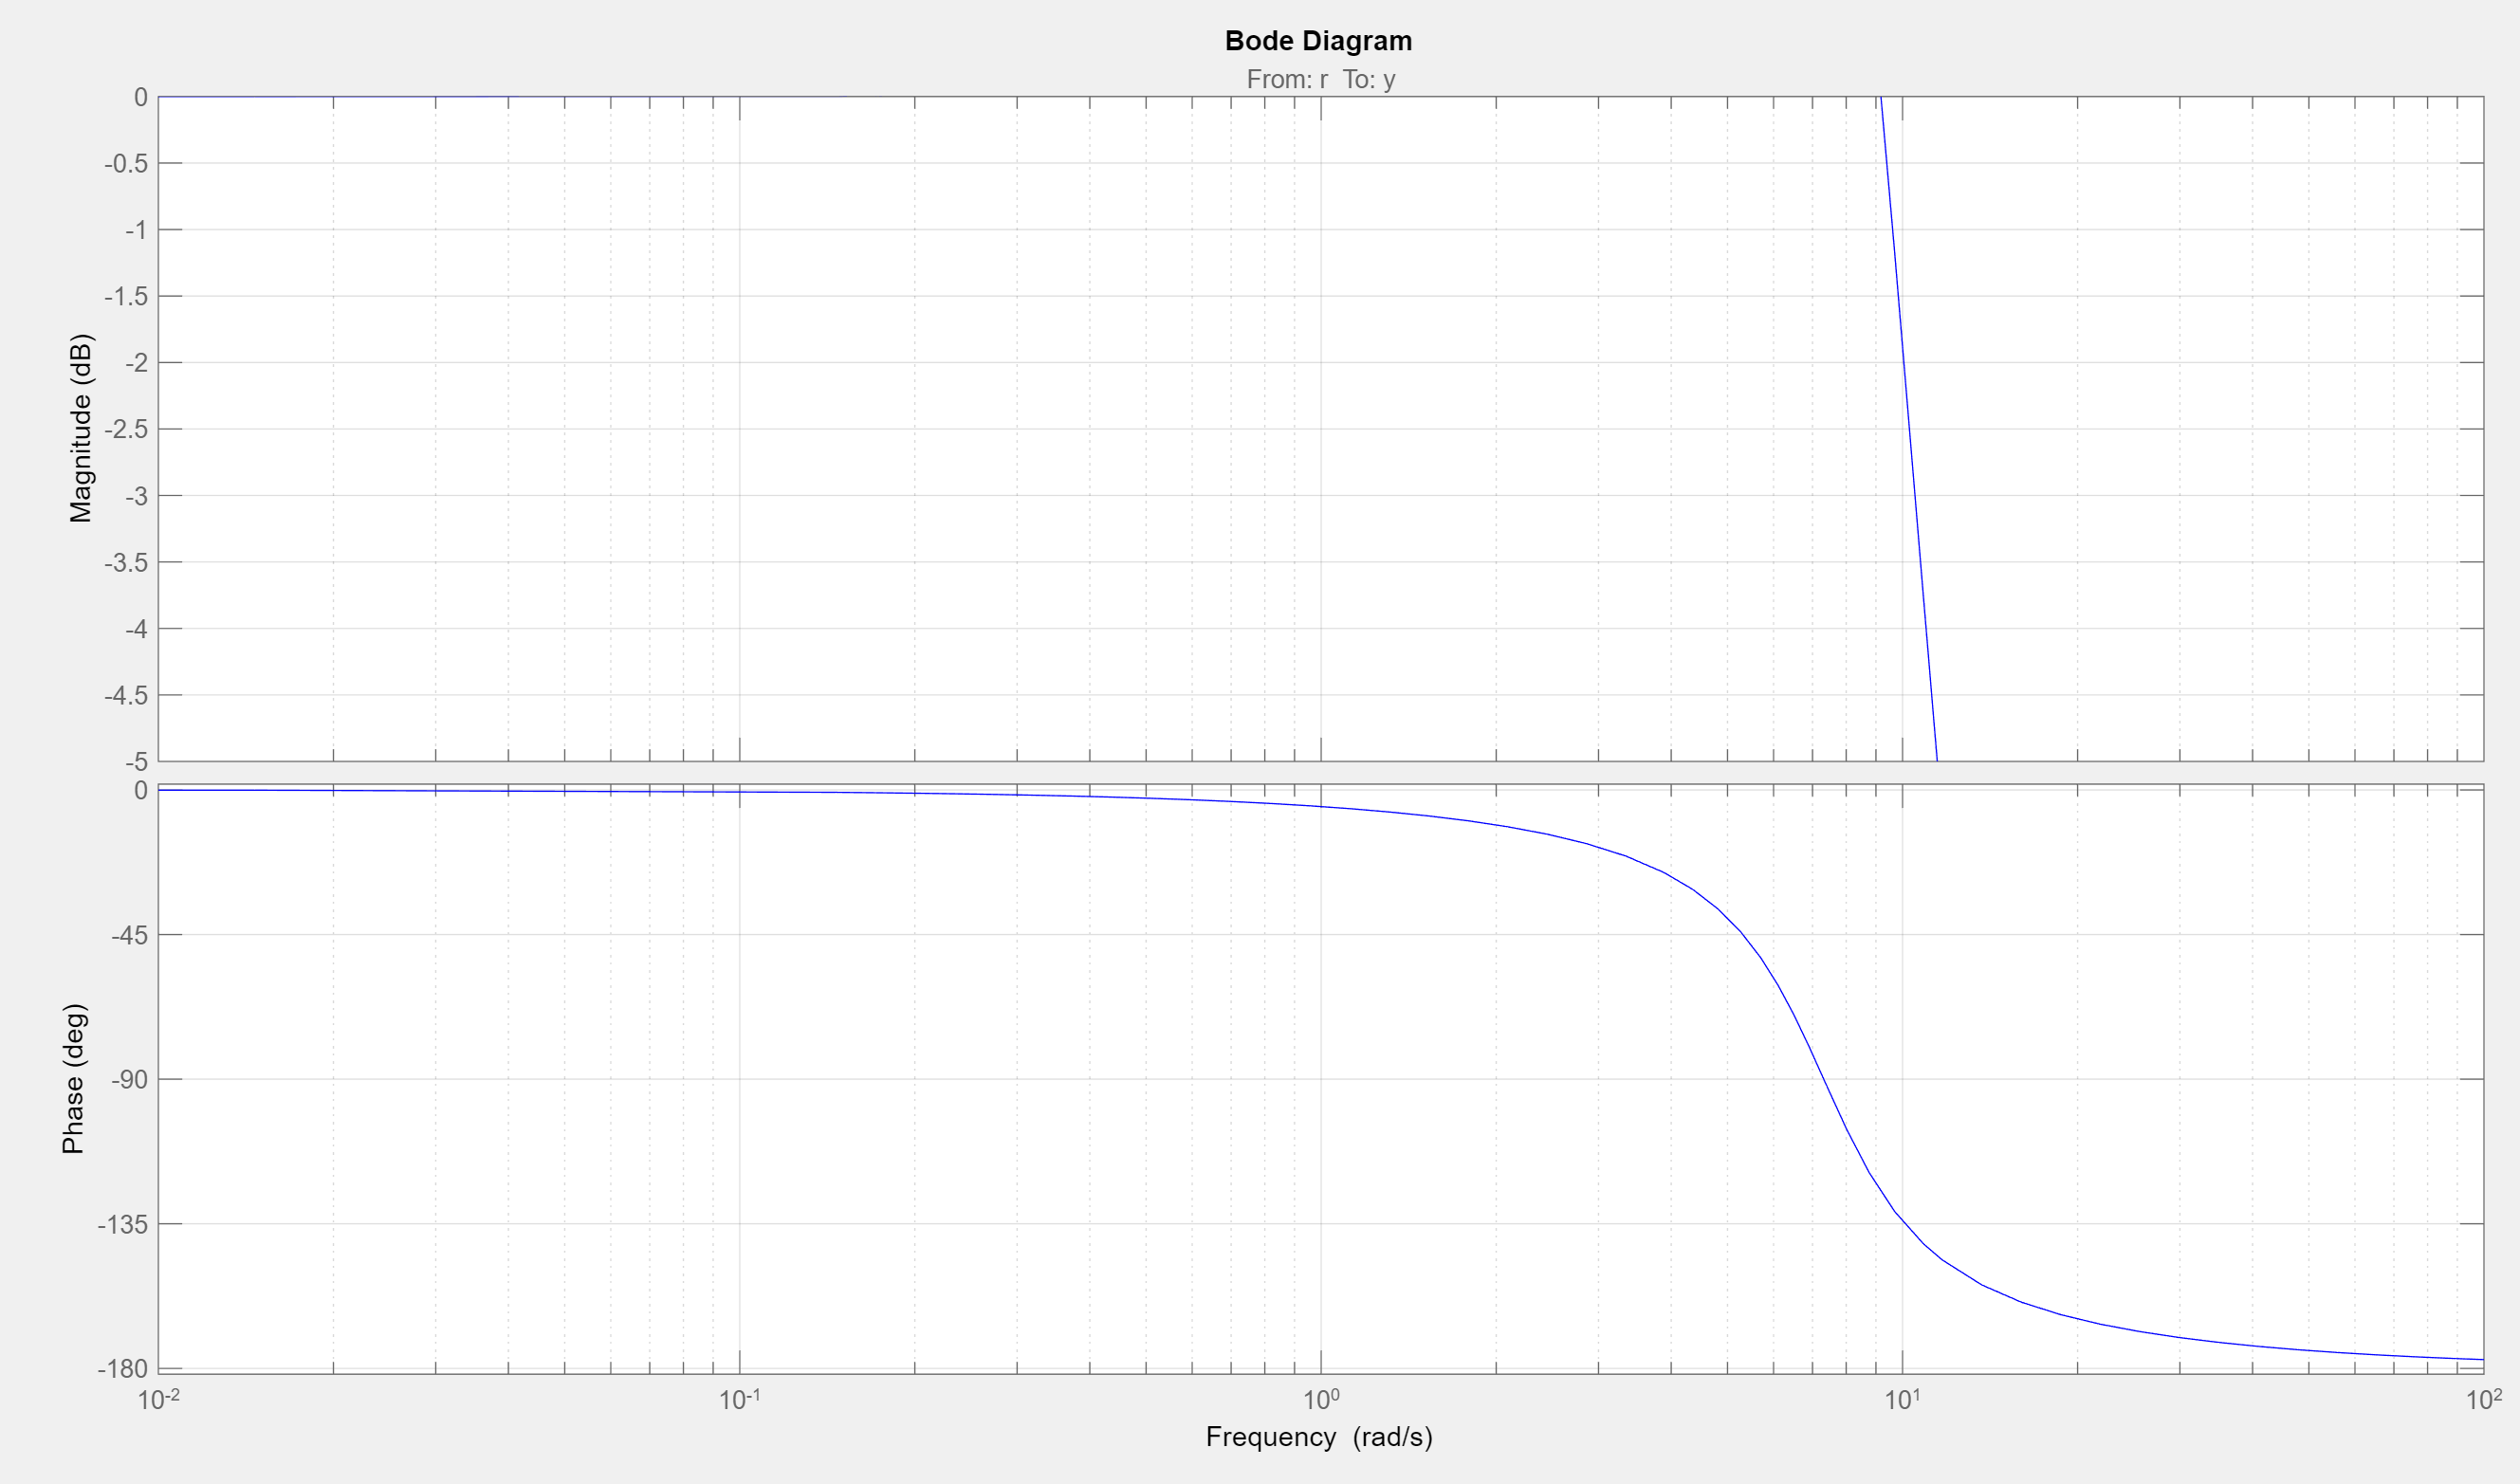 Bode Diagram
From: r  To: y
Magnitude (dB)
0
-0.5
-1
-1.5
-2
-2.5
-3
-3.5
-4
-4.5
-5
Phase (deg)
0
-45
-90
-135
-180
10⁻² 10⁻¹ 10⁰ 10¹ 10²
Frequency  (rad/s)